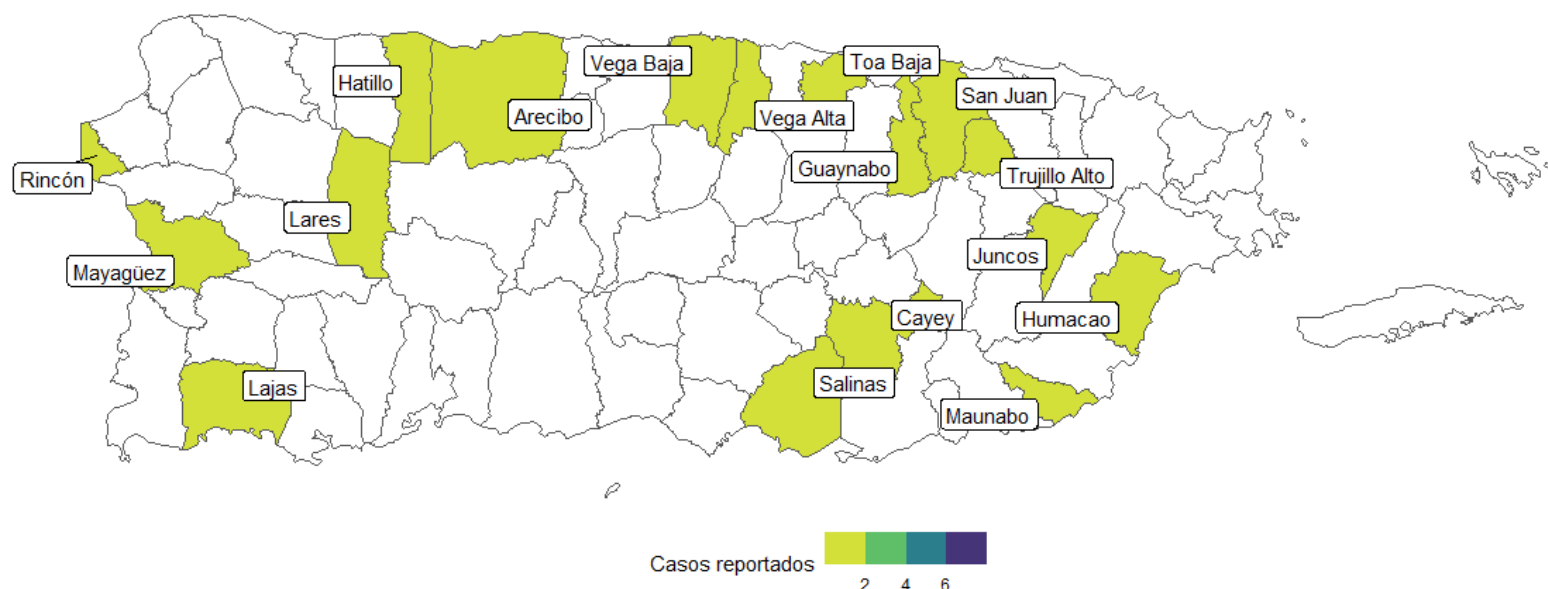 Vega Baja
Toa Baja
Hatillo
San Juan
Arecibo
Vega Alta
Guaynabo
Rincón
Trujillo Alto
Lares
Juncos
Mayagüez
Cayey
Humacao
Lajas
Salinas
Maunabo
Casos reportados
2 4 6